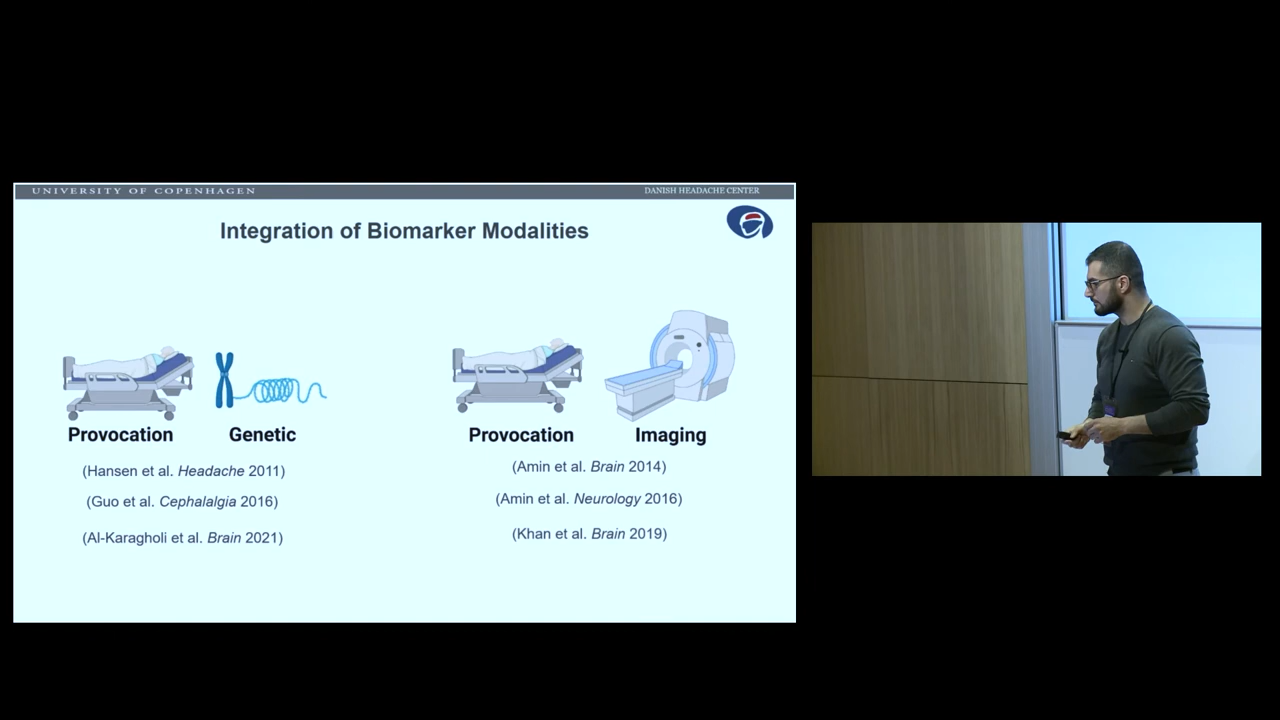 UNIVERSITY OF COPENHAGEN
DANISH HEADACHE CENTER
Integration of Biomarker Modalities
Provocation Genetic
(Hansen et al. Headache 2011)
(Guo et al. Cephalalgia 2016)
(Al-Karagholi et al. Brain 2021)
Provocation Imaging
(Amin et al. Brain 2014)
(Amin et al. Neurology 2016)
(Khan et al. Brain 2019)